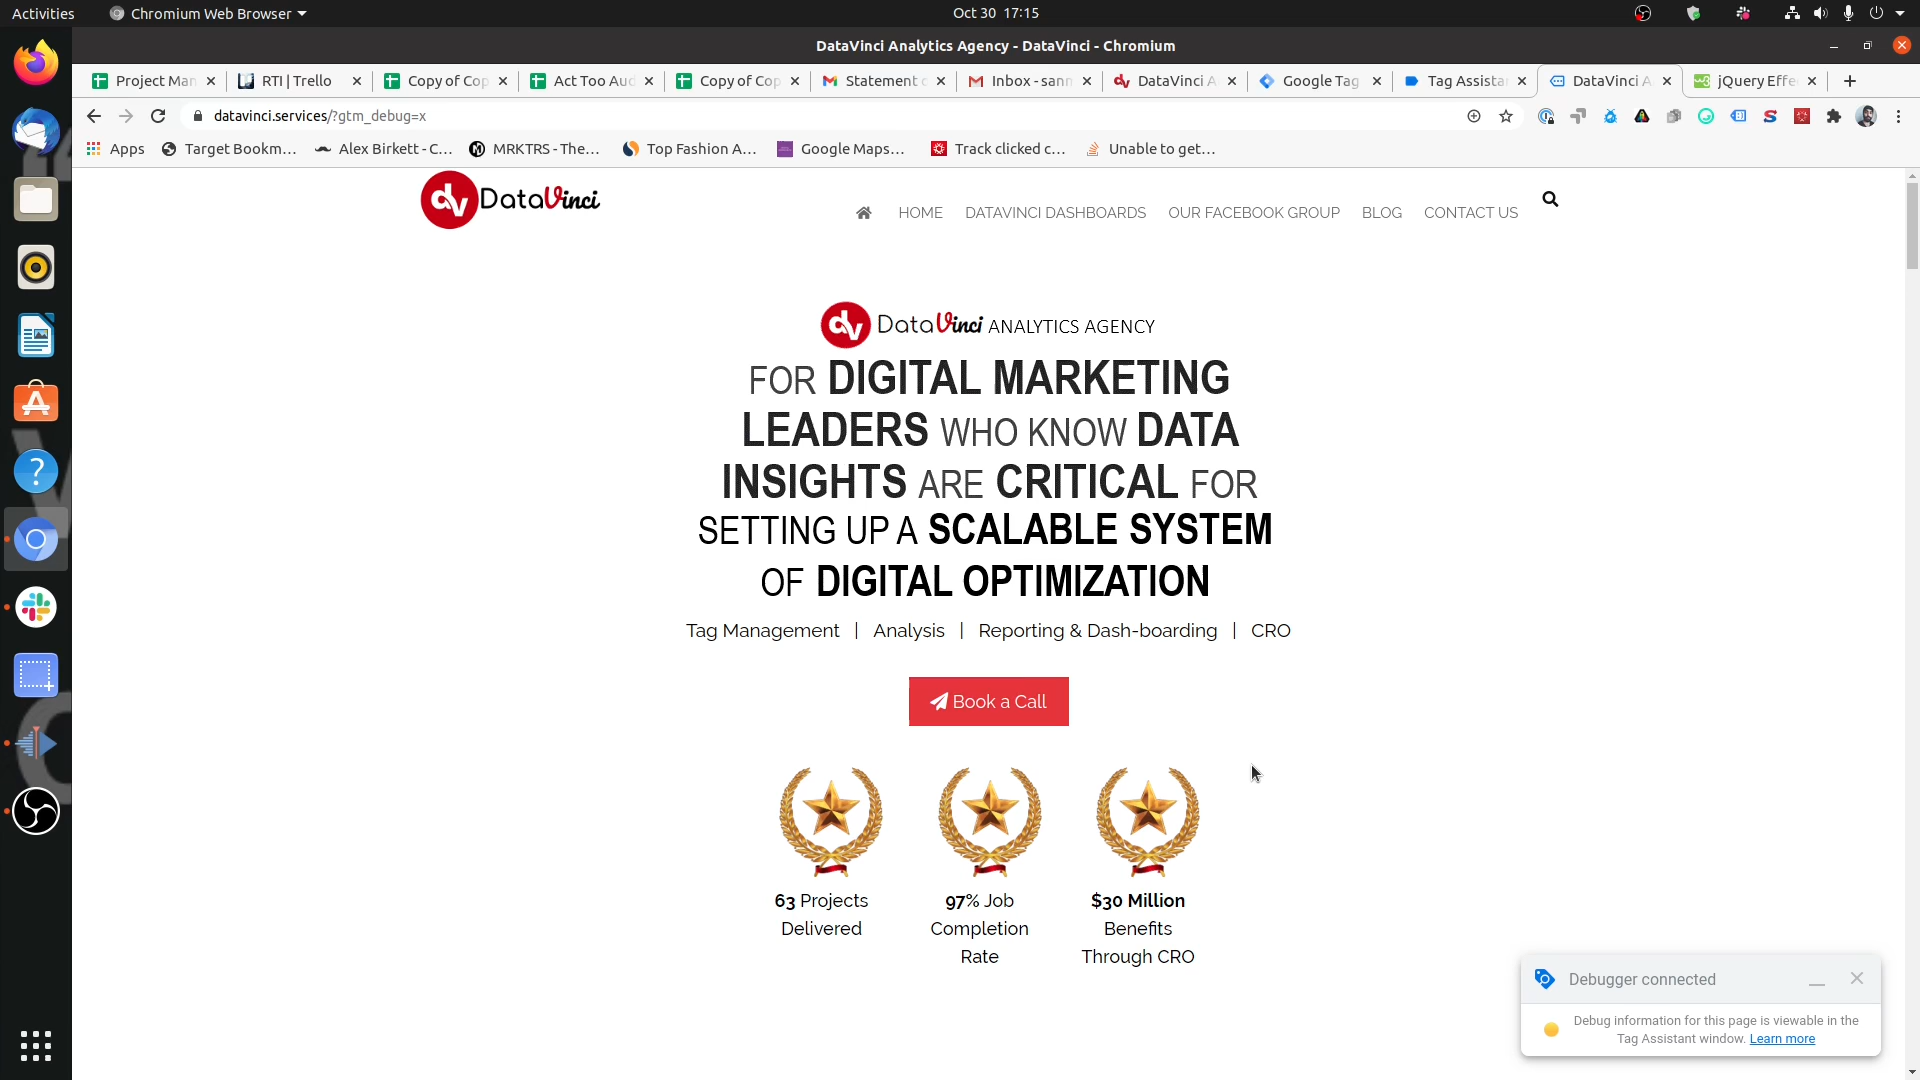 Activities
Chromium Web Browser
Oct 30 17:15
DataVinci Analytics Agency - DataVinci - Chromium
Project Man
RTI | Trello
Copy of Cop
Act Too Aud
Copy of Cop
Statement o
Inbox - sann
DataVinci A
Google Tag
Tag Assistan
DataVinci A
jQuery Effe
datavinci.services/?gtm_debug=x
Apps
Target Bookm...
Alex Birkett - C...
MRKTRS - The...
Top Fashion A...
Google Maps...
Track clicked c...
Unable to get...
dv DataVinci
HOME
DATAVINCI DASHBOARDS
OUR FACEBOOK GROUP
BLOG
CONTACT US
dv DataVinci ANALYTICS AGENCY
FOR DIGITAL MARKETING
LEADERS WHO KNOW DATA
INSIGHTS ARE CRITICAL FOR
SETTING UP A SCALABLE SYSTEM
OF DIGITAL OPTIMIZATION
Tag Management | Analysis | Reporting & Dash-boarding | CRO
Book a Call
63 Projects
Delivered
97% Job
Completion
Rate
$30 Million
Benefits
Through CRO
Debugger connected
Debug information for this page is viewable in the
Tag Assistant window. Learn more